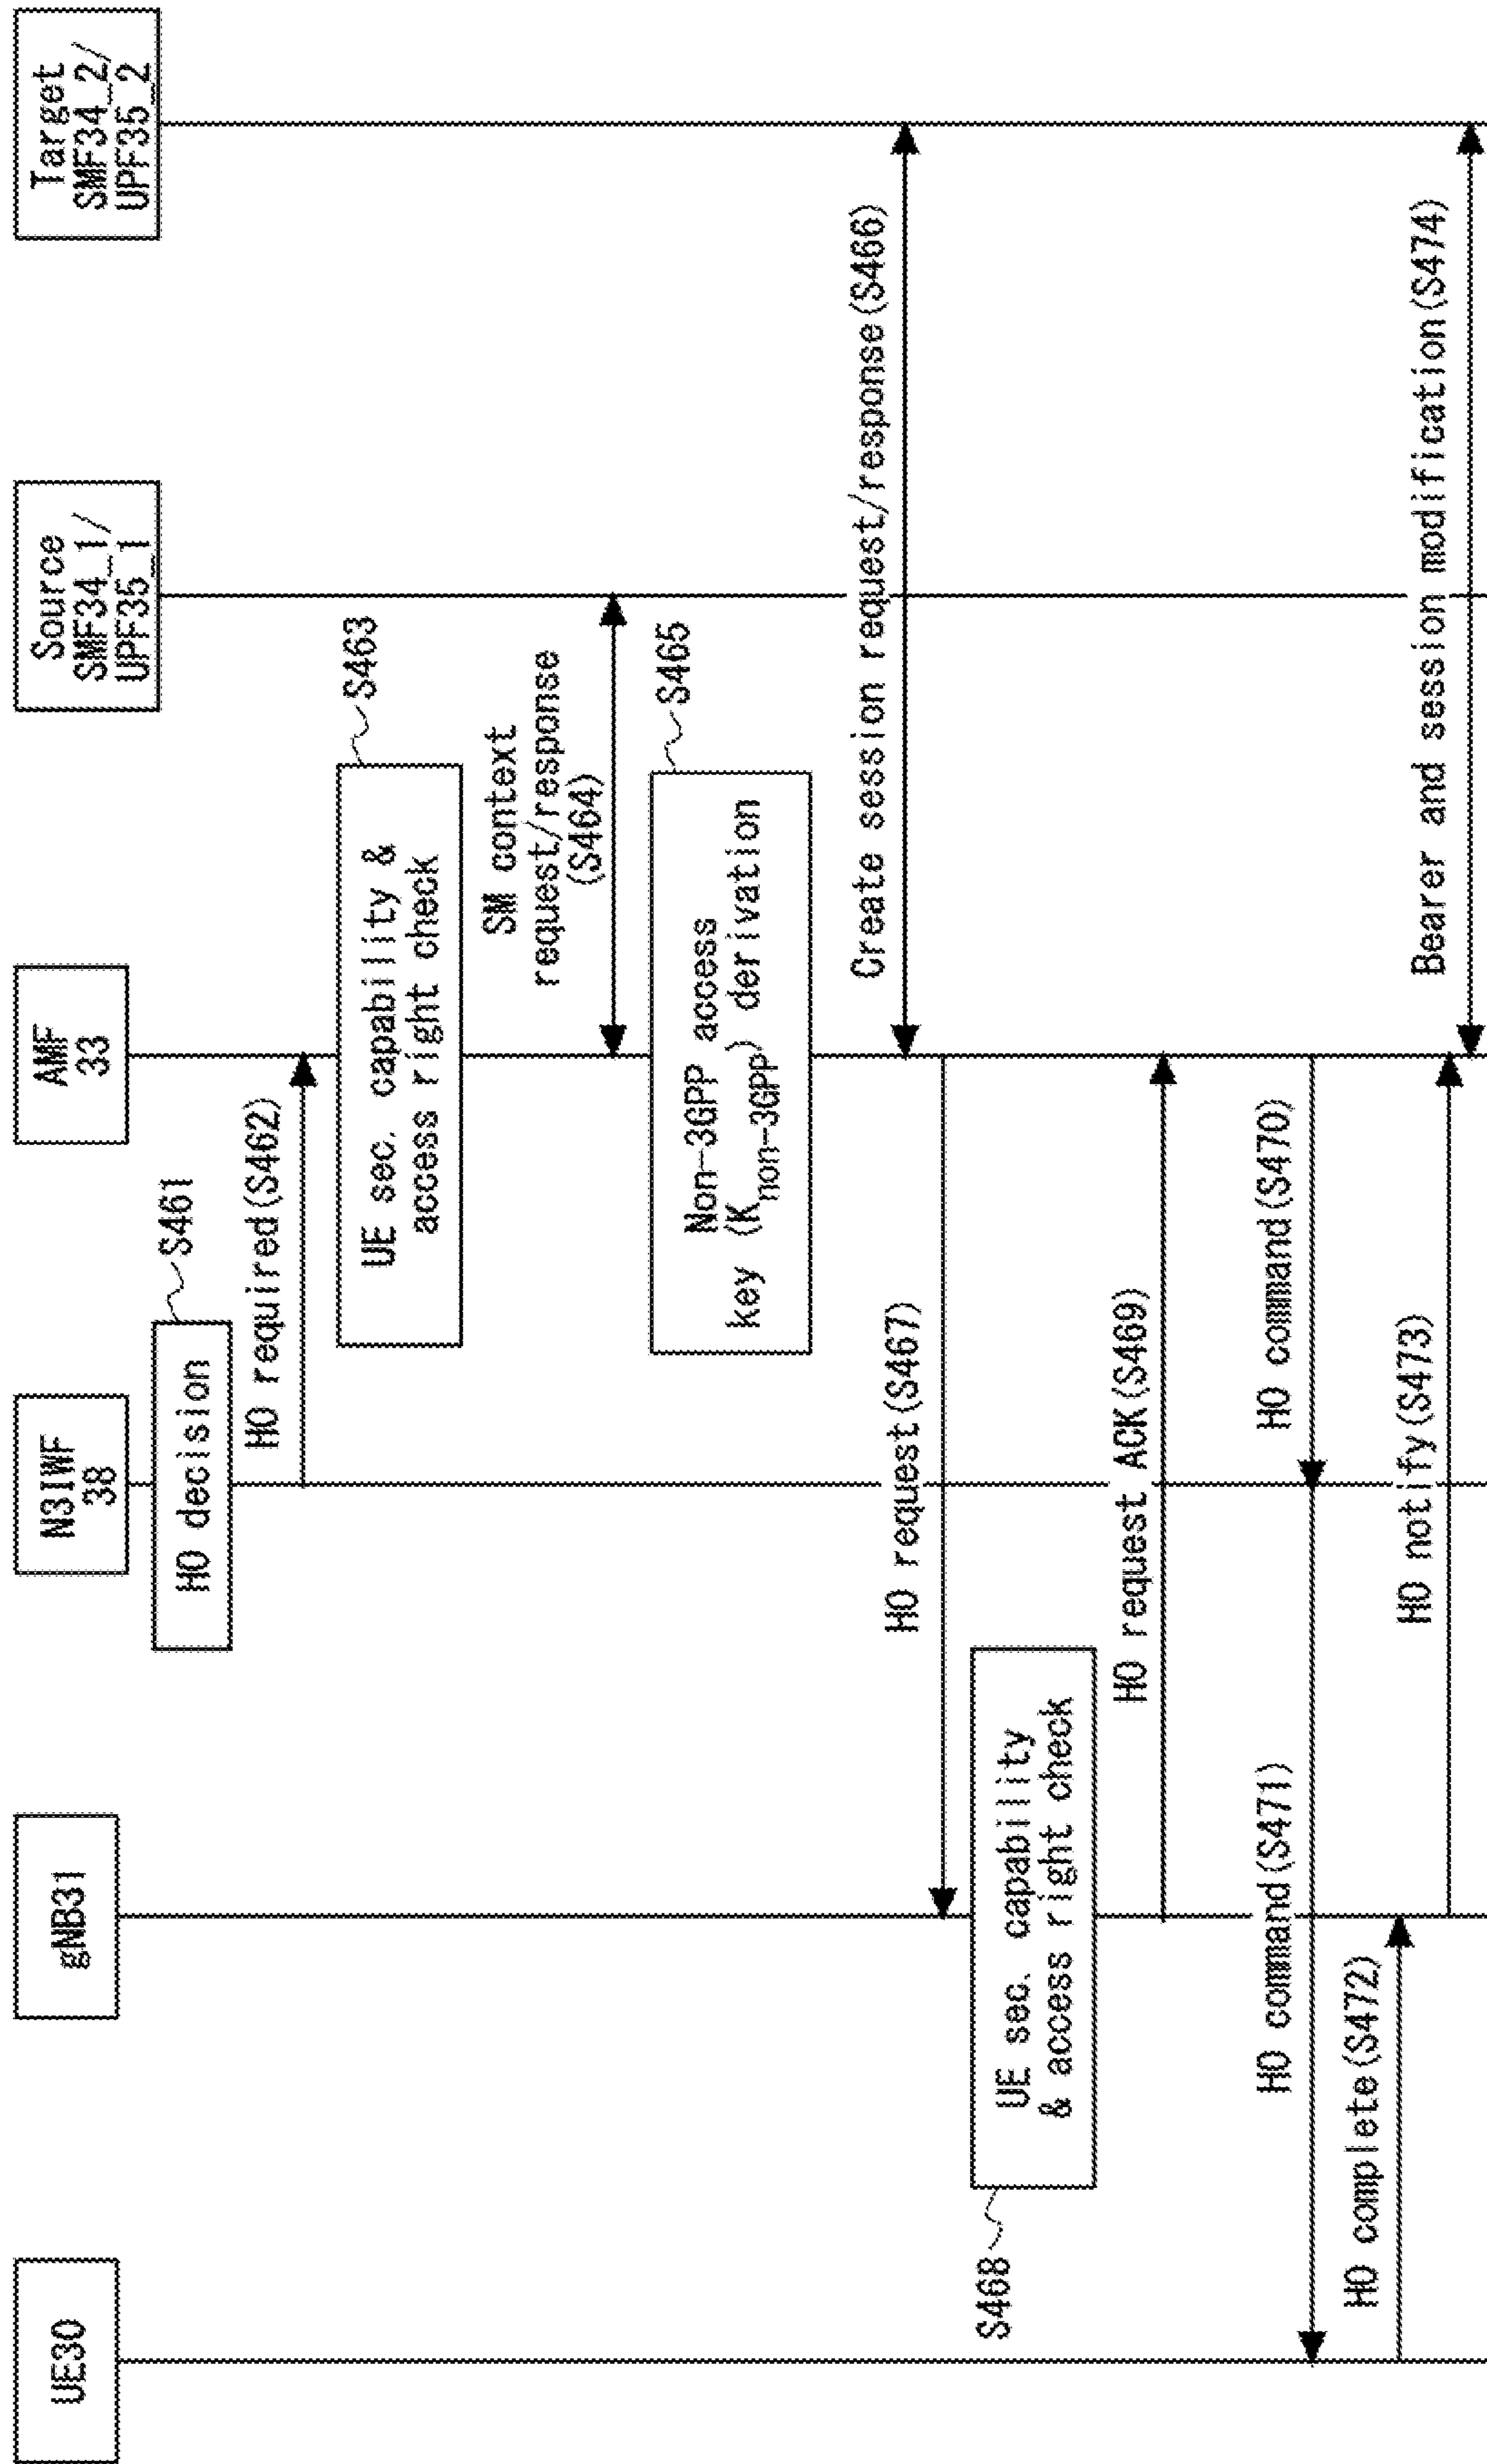 UE30
gNB31
N3IWF
38
AMF
33
Source
SMF34_1/
UPF35_1
Target
SMF34_2/
UPF35_2
HO decision
S461
HO required(S462)
UE sec. capability &
access right check
S463
SM context
request/response
(S464)
Non-3GPP access
key (Knon-3GPP) derivation
S465
Create session request/response(S466)
HO request(S467)
UE sec. capability
& access right check
S468
HO request ACK(S469)
HO command(S470)
HO command(S471)
HO complete(S472)
HO notify(S473)
Bearer and session modification(S474)